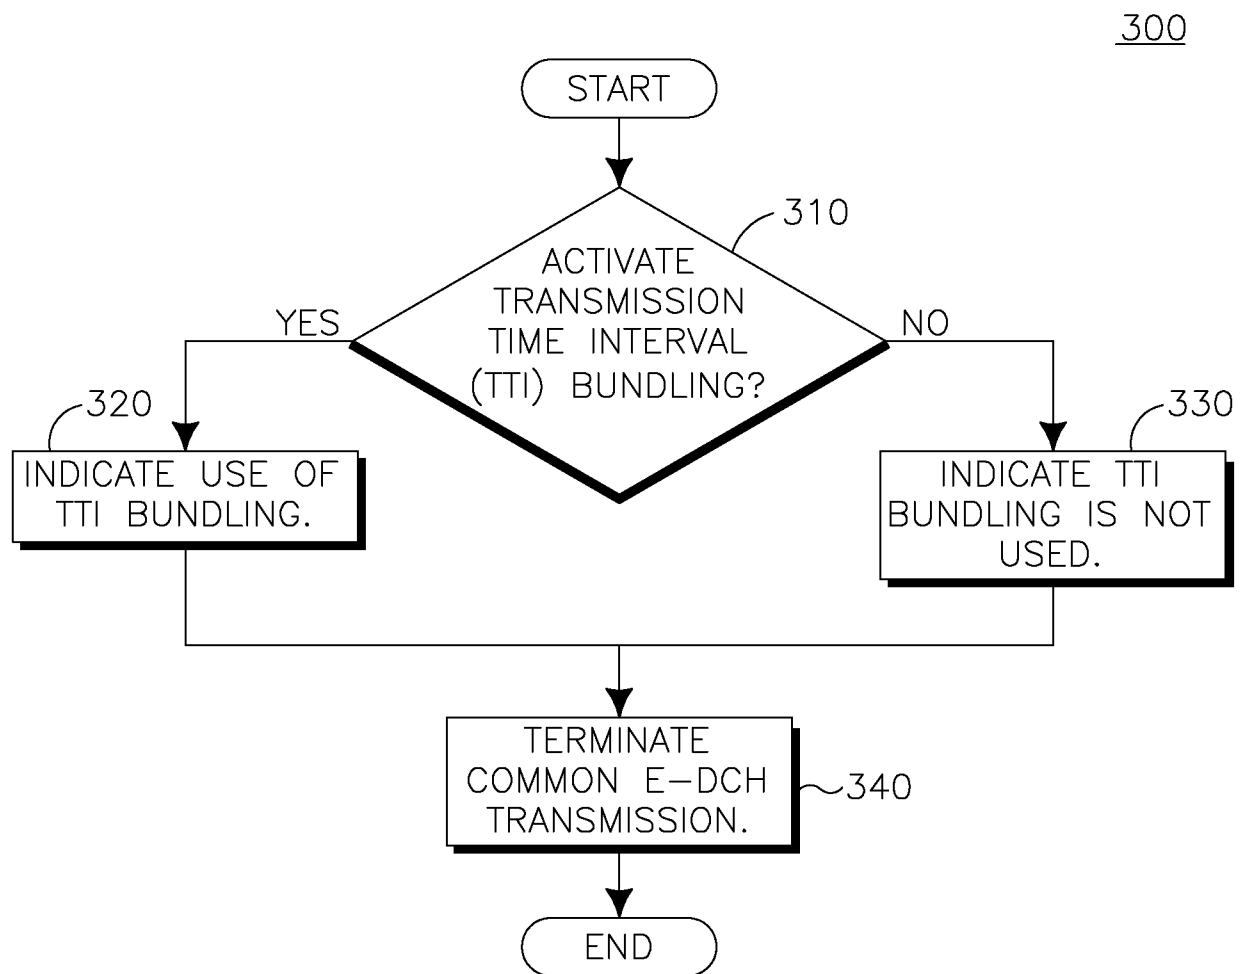 300
START
310
ACTIVATE
TRANSMISSION
TIME INTERVAL
(TTI) BUNDLING?
YES
NO
320
INDICATE USE OF
TTI BUNDLING.
330
INDICATE TTI
BUNDLING IS NOT
USED.
TERMINATE
COMMON E-DCH
TRANSMISSION.
340
END